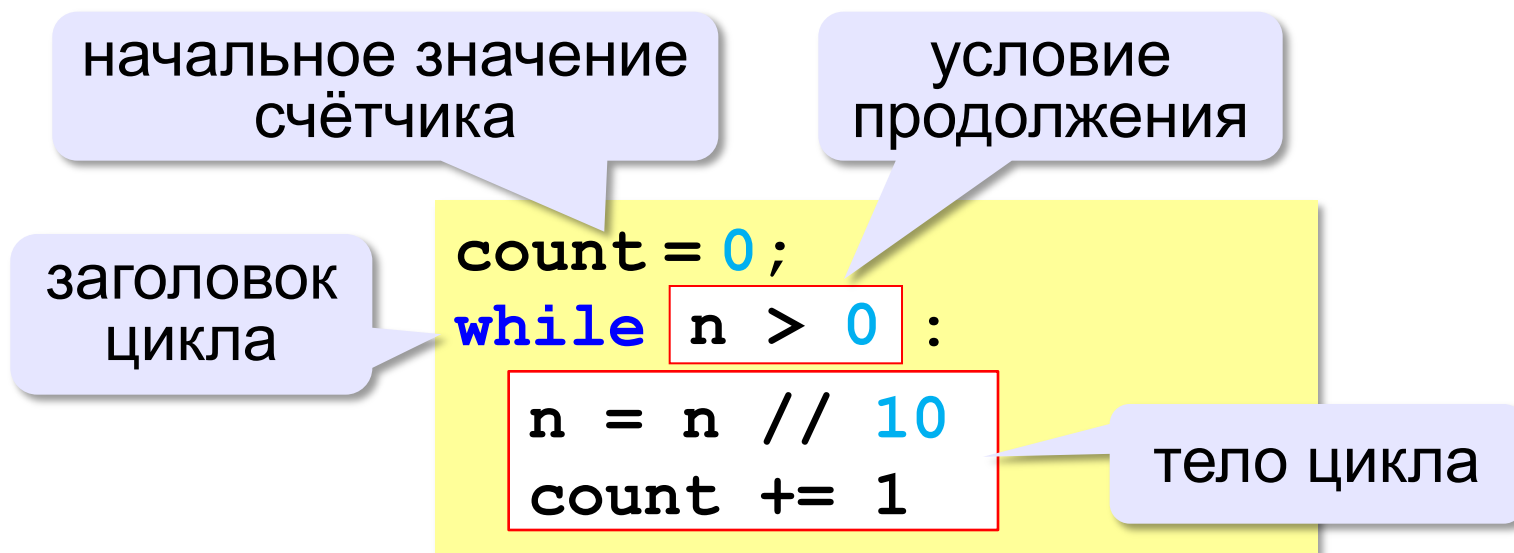 начальное значение
счётчика
условие
продолжения
заголовок
цикла
count = 0;
while n > 0 :
n = n // 10
count += 1
тело цикла